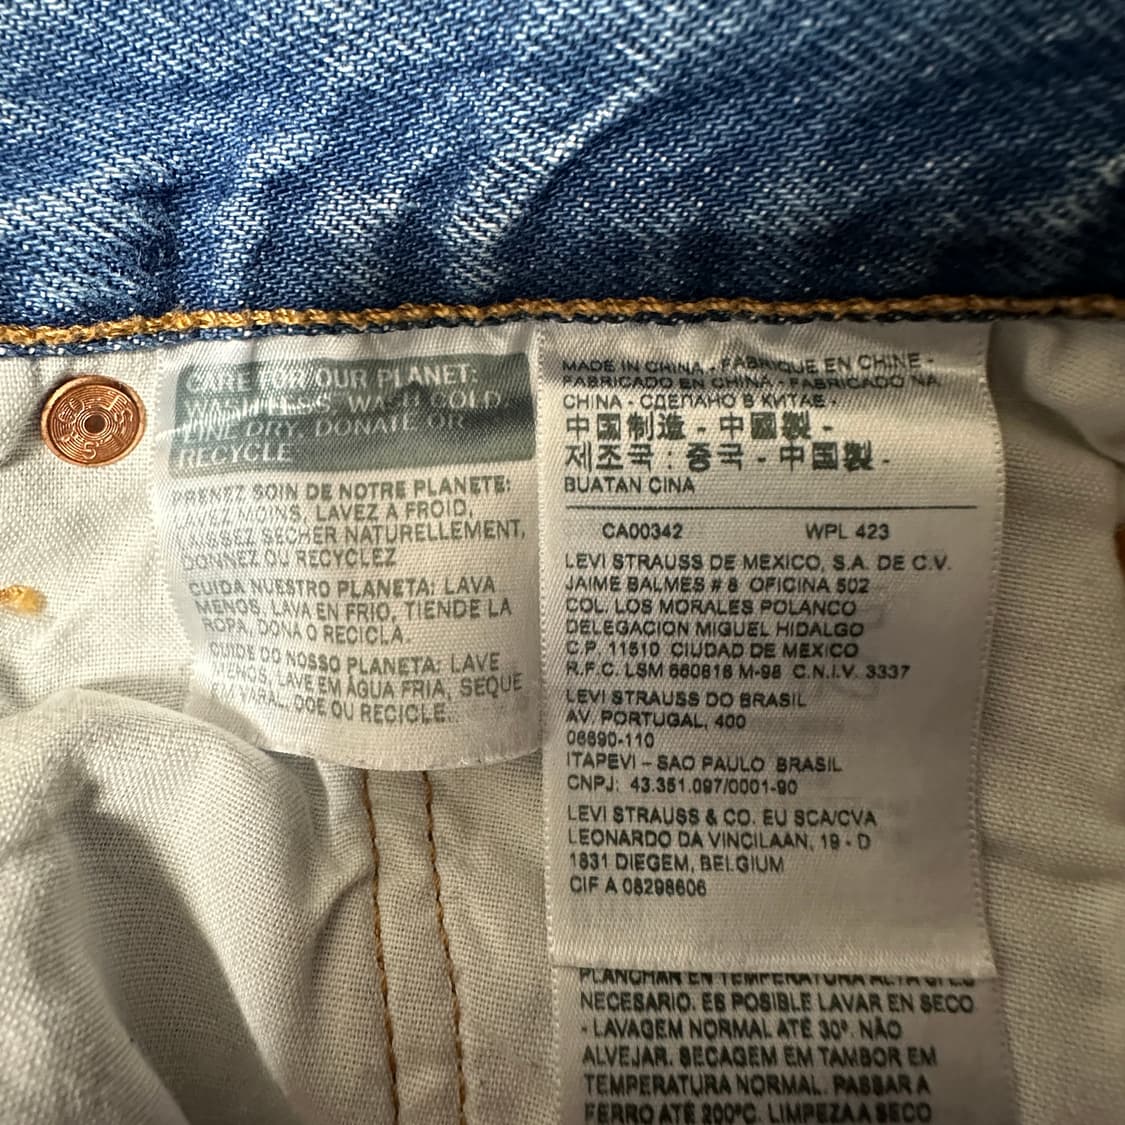 CARE FOR OUR PLANET:
WASH LESS, WASH COLD,
LINE DRY, DONATE OR
RECYCLE
PRENEZ SOIN DE NOTRE PLANETE:
LAVEZ MOINS, LAVEZ A FROID,
SECHER NATURELLEMENT,
DONNEZ OU RECYCLEZ
CUIDA NUESTRO PLANETA: LAVA
MENOS, LAVA EN FRIO, TIENDE LA
ROPA, DONA O RECICLA.
CUIDE DO NOSSO PLANETA: LAVE
MENOS, LAVE EM ÁGUA FRIA, SEQUE
EM VARAL, DOE OU RECICLE.
MADE IN CHINA - FABRIQUE EN CHINE -
FABRICADO EN CHINA - FABRICADO NA
CHINA - СДЕЛАНО В КИТАЕ -
中国制造 - 中國製 -
제조국 : 중국 - 中国製 -
BUATAN CINA
CA00342 WPL 423
LEVI STRAUSS DE MEXICO, S.A. DE C.V.
JAIME BALMES # 8 OFICINA 502
COL. LOS MORALES POLANCO
DELEGACION MIGUEL HIDALGO
C.P. 11510 CIUDAD DE MEXICO
R.F.C. LSM 660816 M-98 C.N.I.V. 3337
LEVI STRAUSS DO BRASIL
AV. PORTUGAL, 400
06690-110
ITAPEVI – SAO PAULO BRASIL
CNPJ: 43.351.097/0001-90
LEVI STRAUSS & CO. EU SCA/CVA
LEONARDO DA VINCILAAN, 19 - D
1831 DIEGEM, BELGIUM
CIF A 08298606
PLANCHAR EN TEMPERATURA ALTA SI ES
NECESARIO. ES POSIBLE LAVAR EN SECO
- LAVAGEM NORMAL ATÉ 30º. NÃO
ALVEJAR. SECAGEM EM TAMBOR EM
TEMPERATURA NORMAL. PASSAR A
FERRO ATÉ 200ºC. LIMPEZA A SECO